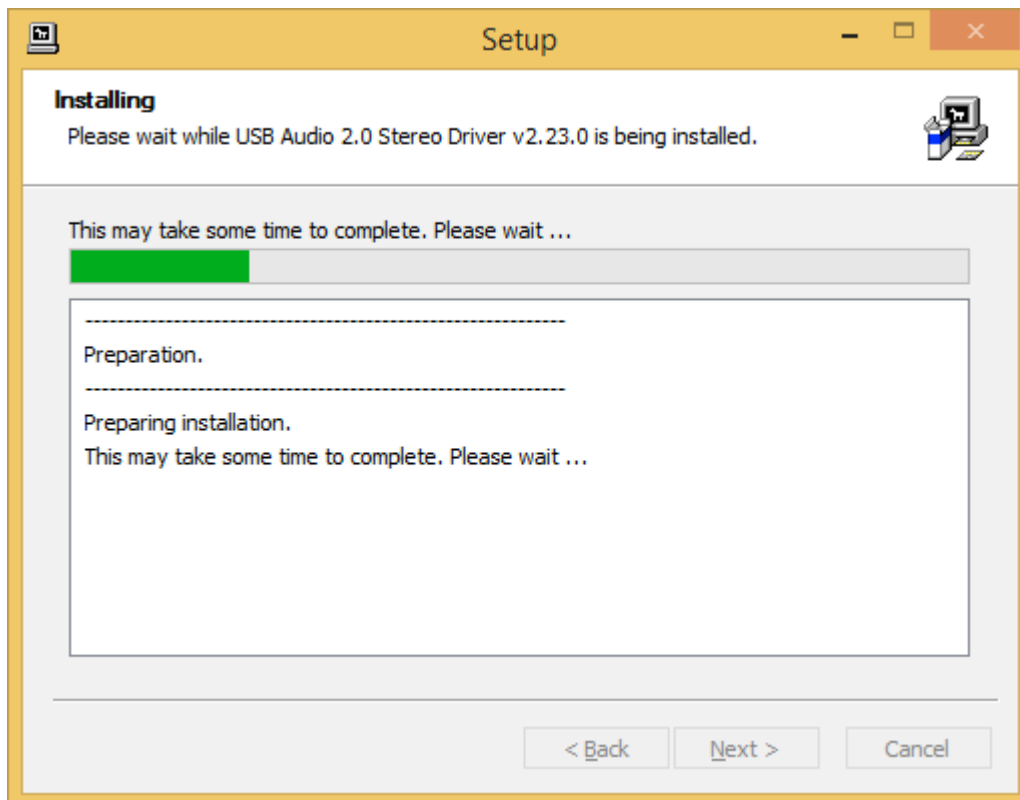 Setup
Installing
Please wait while USB Audio 2.0 Stereo Driver v2.23.0 is being installed.
This may take some time to complete. Please wait ...
------------------------------------------------------------
Preparation.
------------------------------------------------------------
Preparing installation.
This may take some time to complete. Please wait ...
< Back
Next >
Cancel